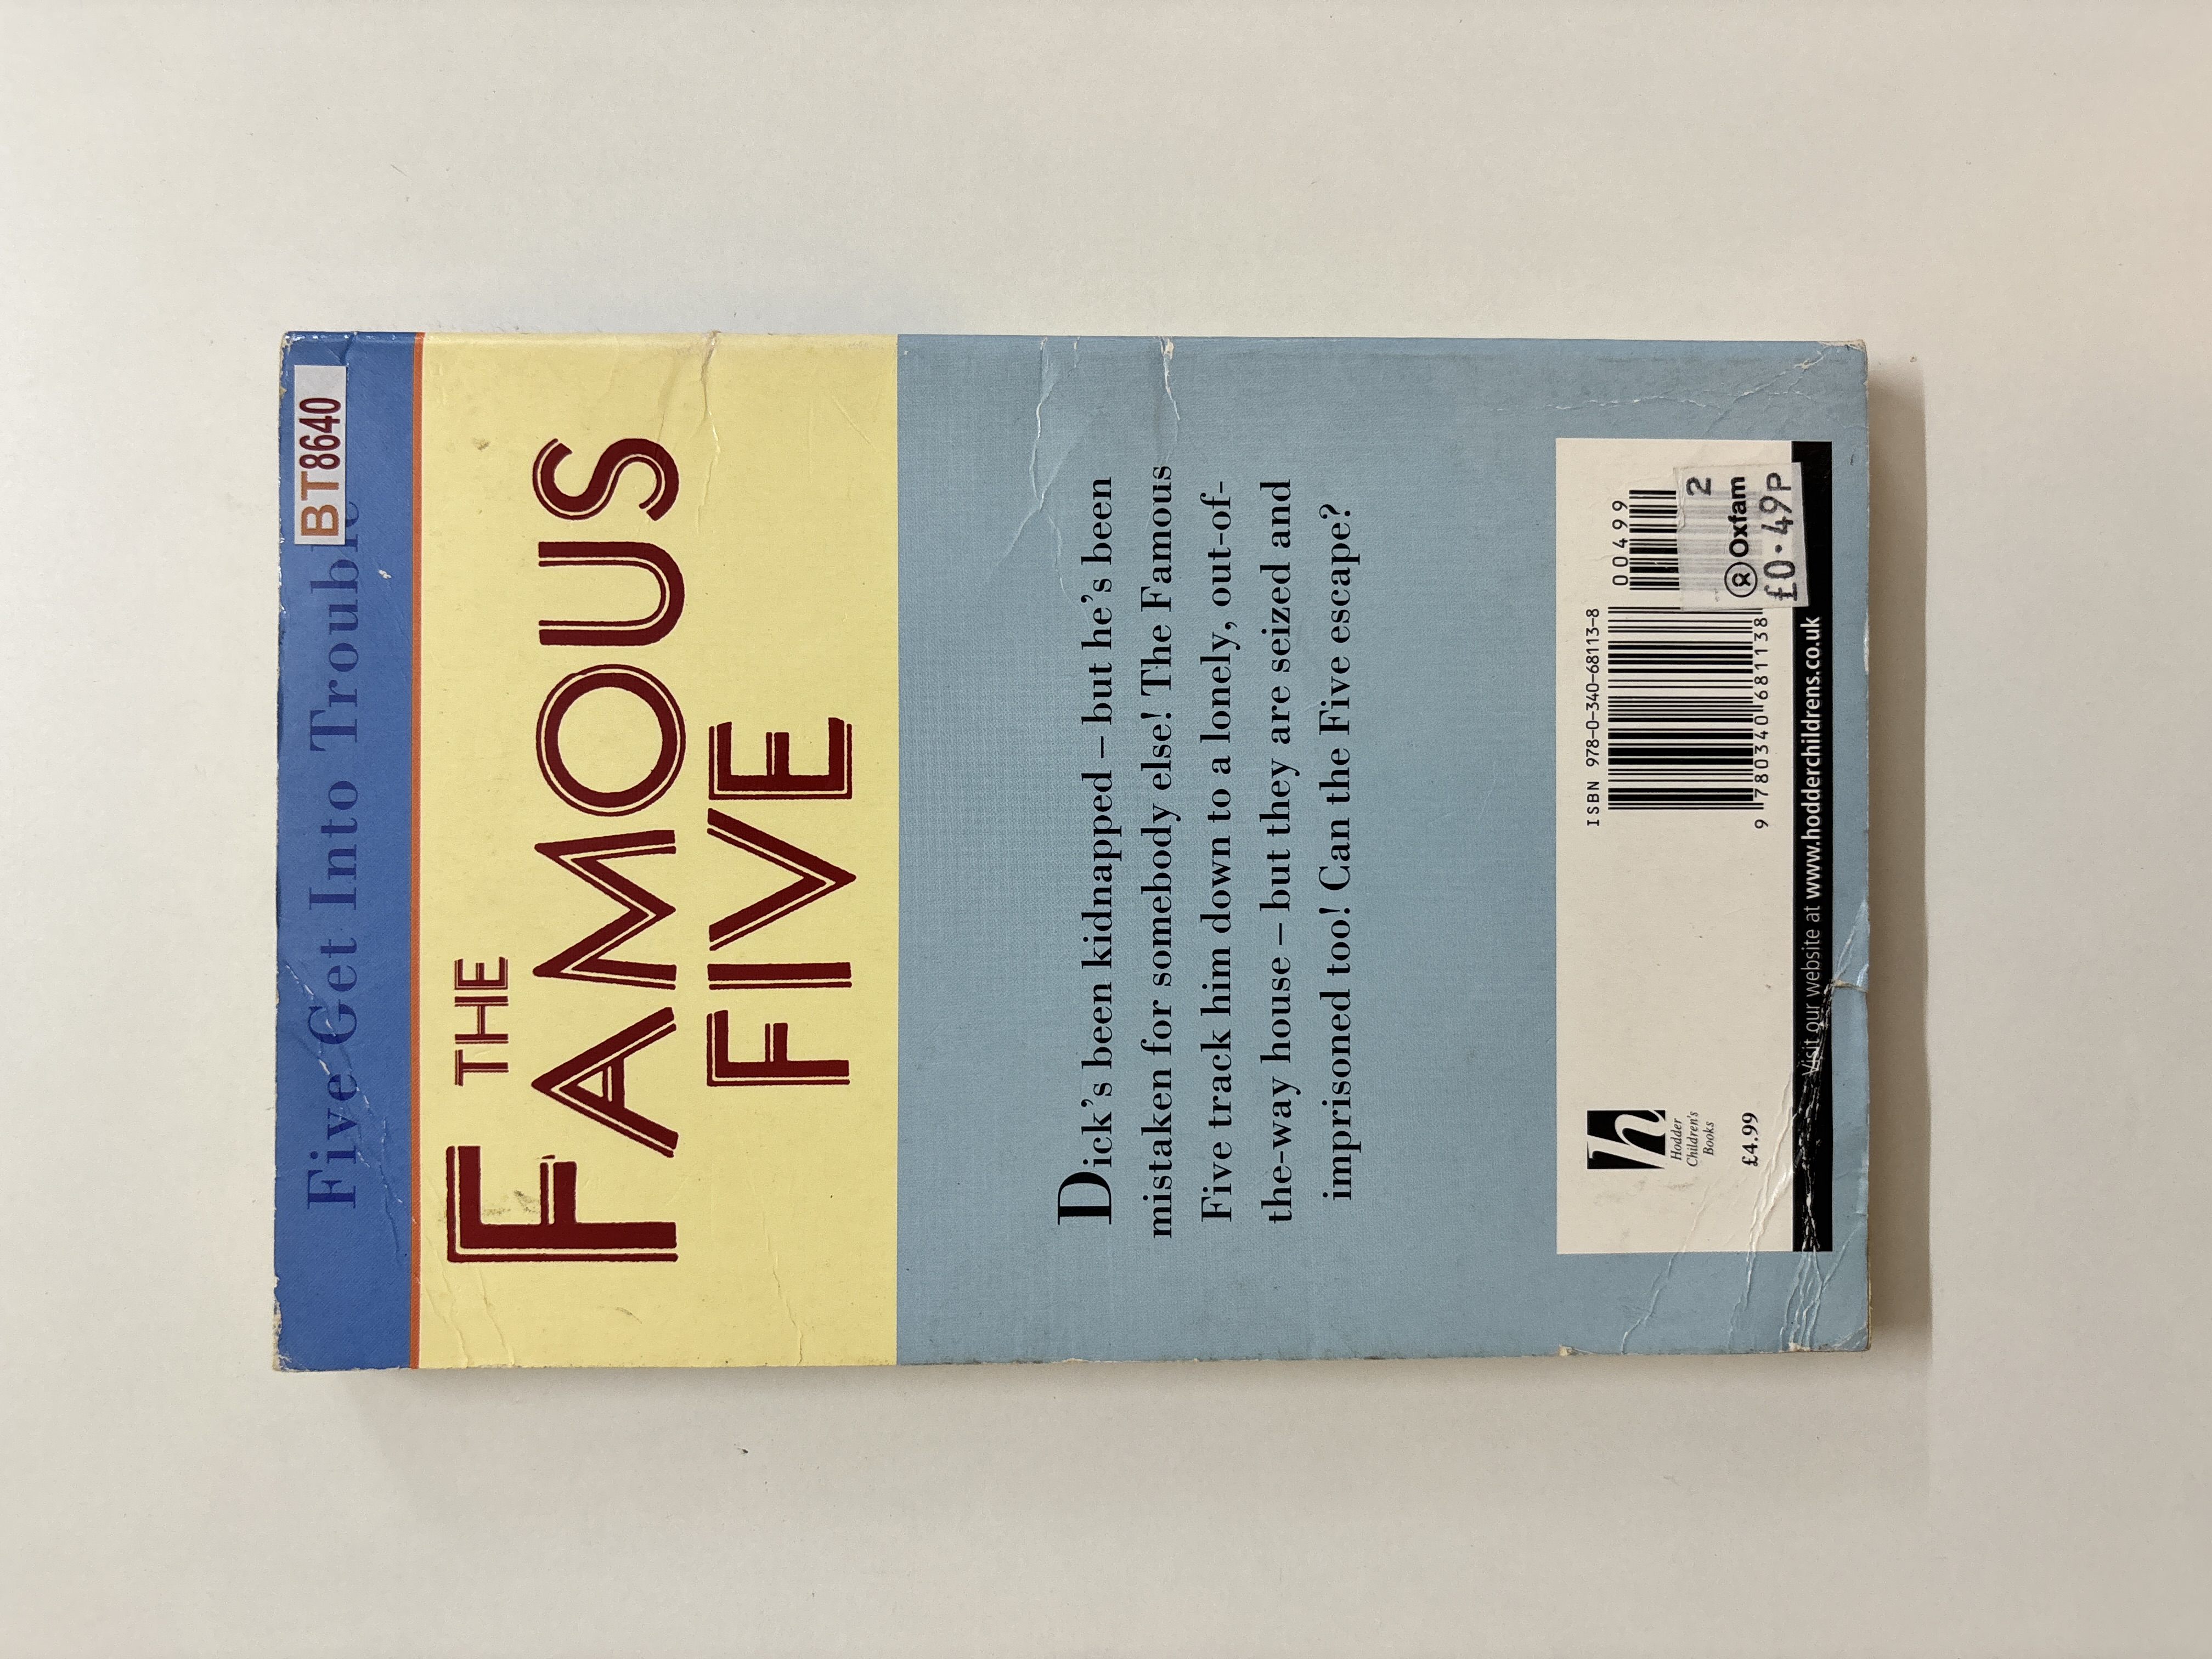 Five Get Into Trouble
BT8640
THE
FAMOUS
FIVE
Dick's been kidnapped – but he's been
mistaken for somebody else! The Famous
Five track him down to a lonely, out-of-
the-way house – but they are seized and
imprisoned too! Can the Five escape?
h
Hodder
Children's
Books
£4.99
ISBN 978-0-340-68113-8
00499
9 780340 681138
2
Oxfam
£0.49P
Visit our website at www.hodderchildrens.co.uk